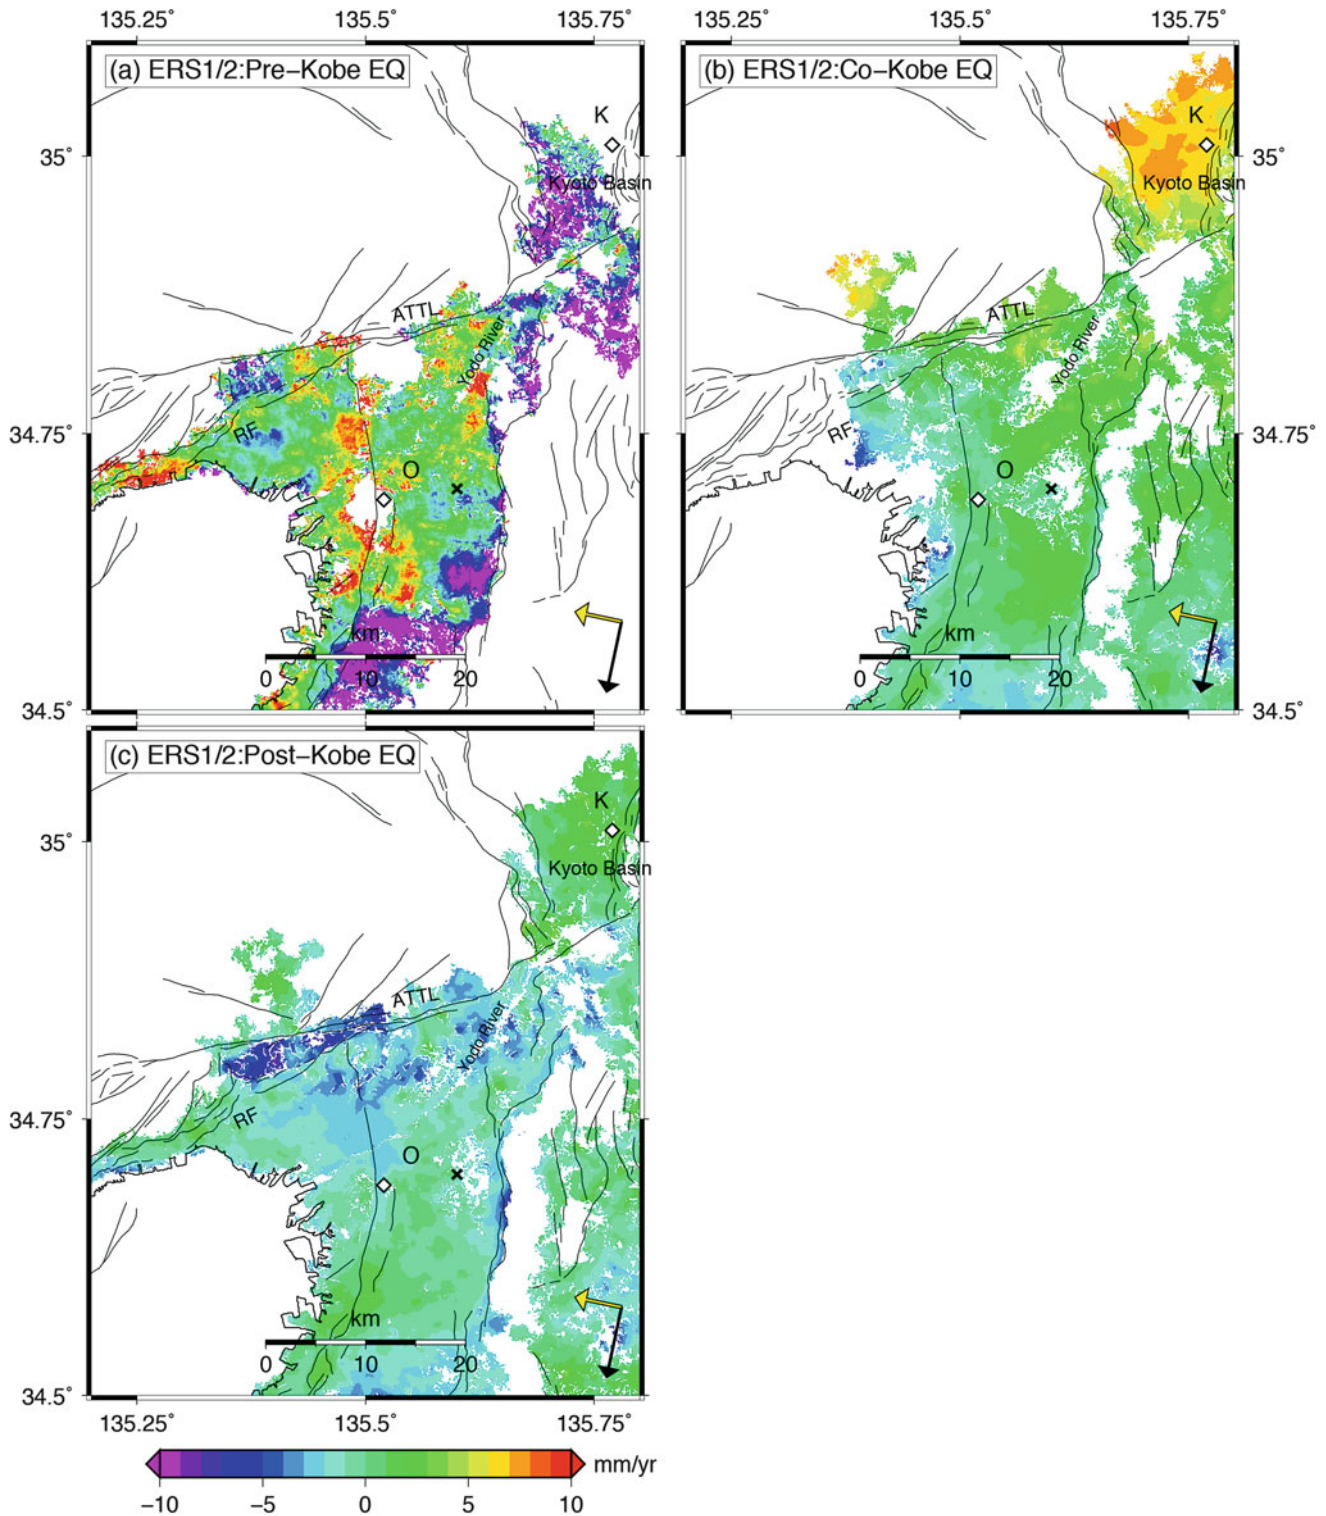 135.25˚ 135.5˚ 135.75˚ 135.25˚ 135.5˚ 135.75˚
(a) ERS1/2:Pre−Kobe EQ
K
35˚
Kyoto Basin
ATTL
Yodo River
34.75˚
RF
O
km
0 10 20
34.5˚
(b) ERS1/2:Co−Kobe EQ
K
35˚
Kyoto Basin
ATTL
Yodo River
34.75˚
RF
O
km
0 10 20
34.5˚
(c) ERS1/2:Post−Kobe EQ
K
35˚
Kyoto Basin
ATTL
Yodo River
34.75˚
RF
O
km
0 10 20
34.5˚
135.25˚ 135.5˚ 135.75˚
mm/yr
−10 −5 0 5 10